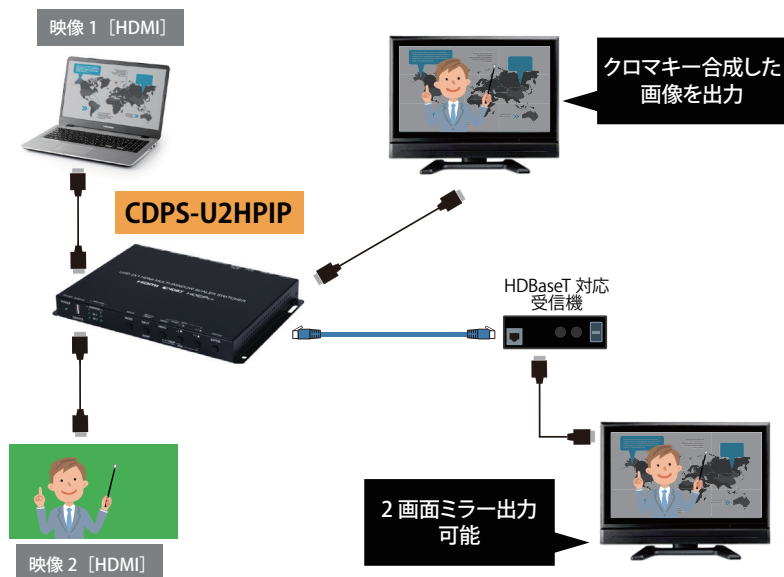 映像 1［HDMI］
クロマキー合成した
画像を出力
CDPS-U2HPIP
HDBaseT 対応
受信機
2 画面ミラー出力
可能
映像 2［HDMI］